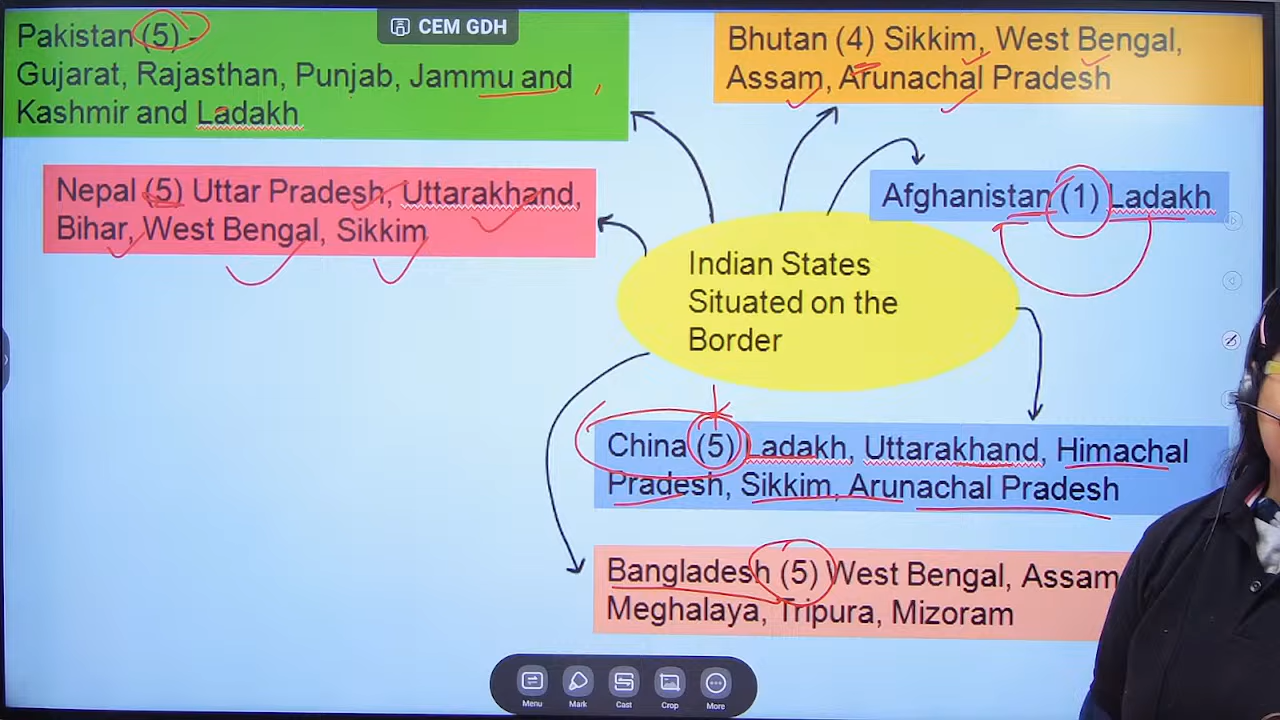 Pakistan (5) -
Gujarat, Rajasthan, Punjab, Jammu and
Kashmir and Ladakh
CEM GDH
Bhutan (4) Sikkim, West Bengal,
Assam, Arunachal Pradesh
Nepal (5) Uttar Pradesh, Uttarakhand,
Bihar, West Bengal, Sikkim
Afghanistan (1) Ladakh
Indian States
Situated on the
Border
China (5) Ladakh, Uttarakhand, Himachal
Pradesh, Sikkim, Arunachal Pradesh
Bangladesh (5) West Bengal, Assam
Meghalaya, Tripura, Mizoram
Menu
Mark
Cast
Crop
More